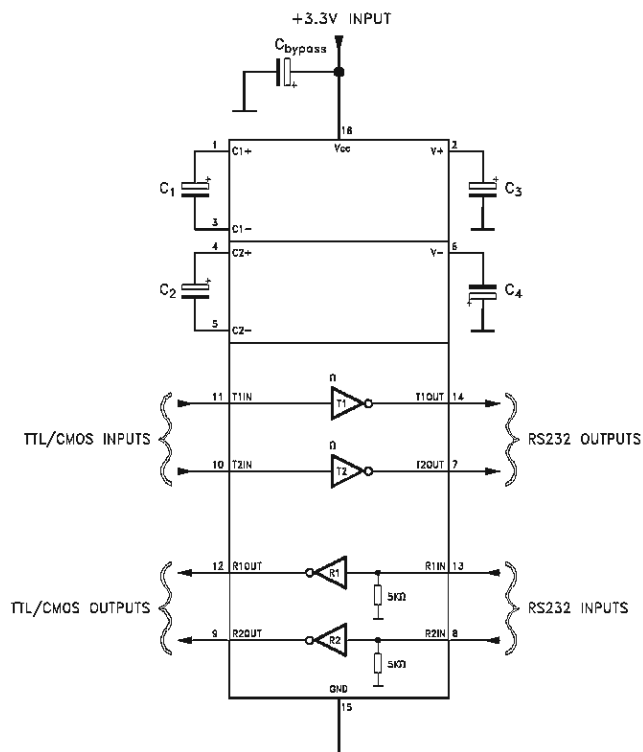 +3.3V INPUT
Cbypass
+
16
Vcc
1
C1+
V+
2
C1
+
+
C3
3
C1-
4
C2+
V-
6
C2
+
+
C4
5
C2-
11
T1IN
T1
T1OUT
14
TTL/CMOS INPUTS
RS232 OUTPUTS
10
T2IN
T2
T2OUT
7
12
R1OUT
R1
R1IN
13
5KΩ
TTL/CMOS OUTPUTS
RS232 INPUTS
9
R2OUT
R2
R2IN
8
5KΩ
GND
15